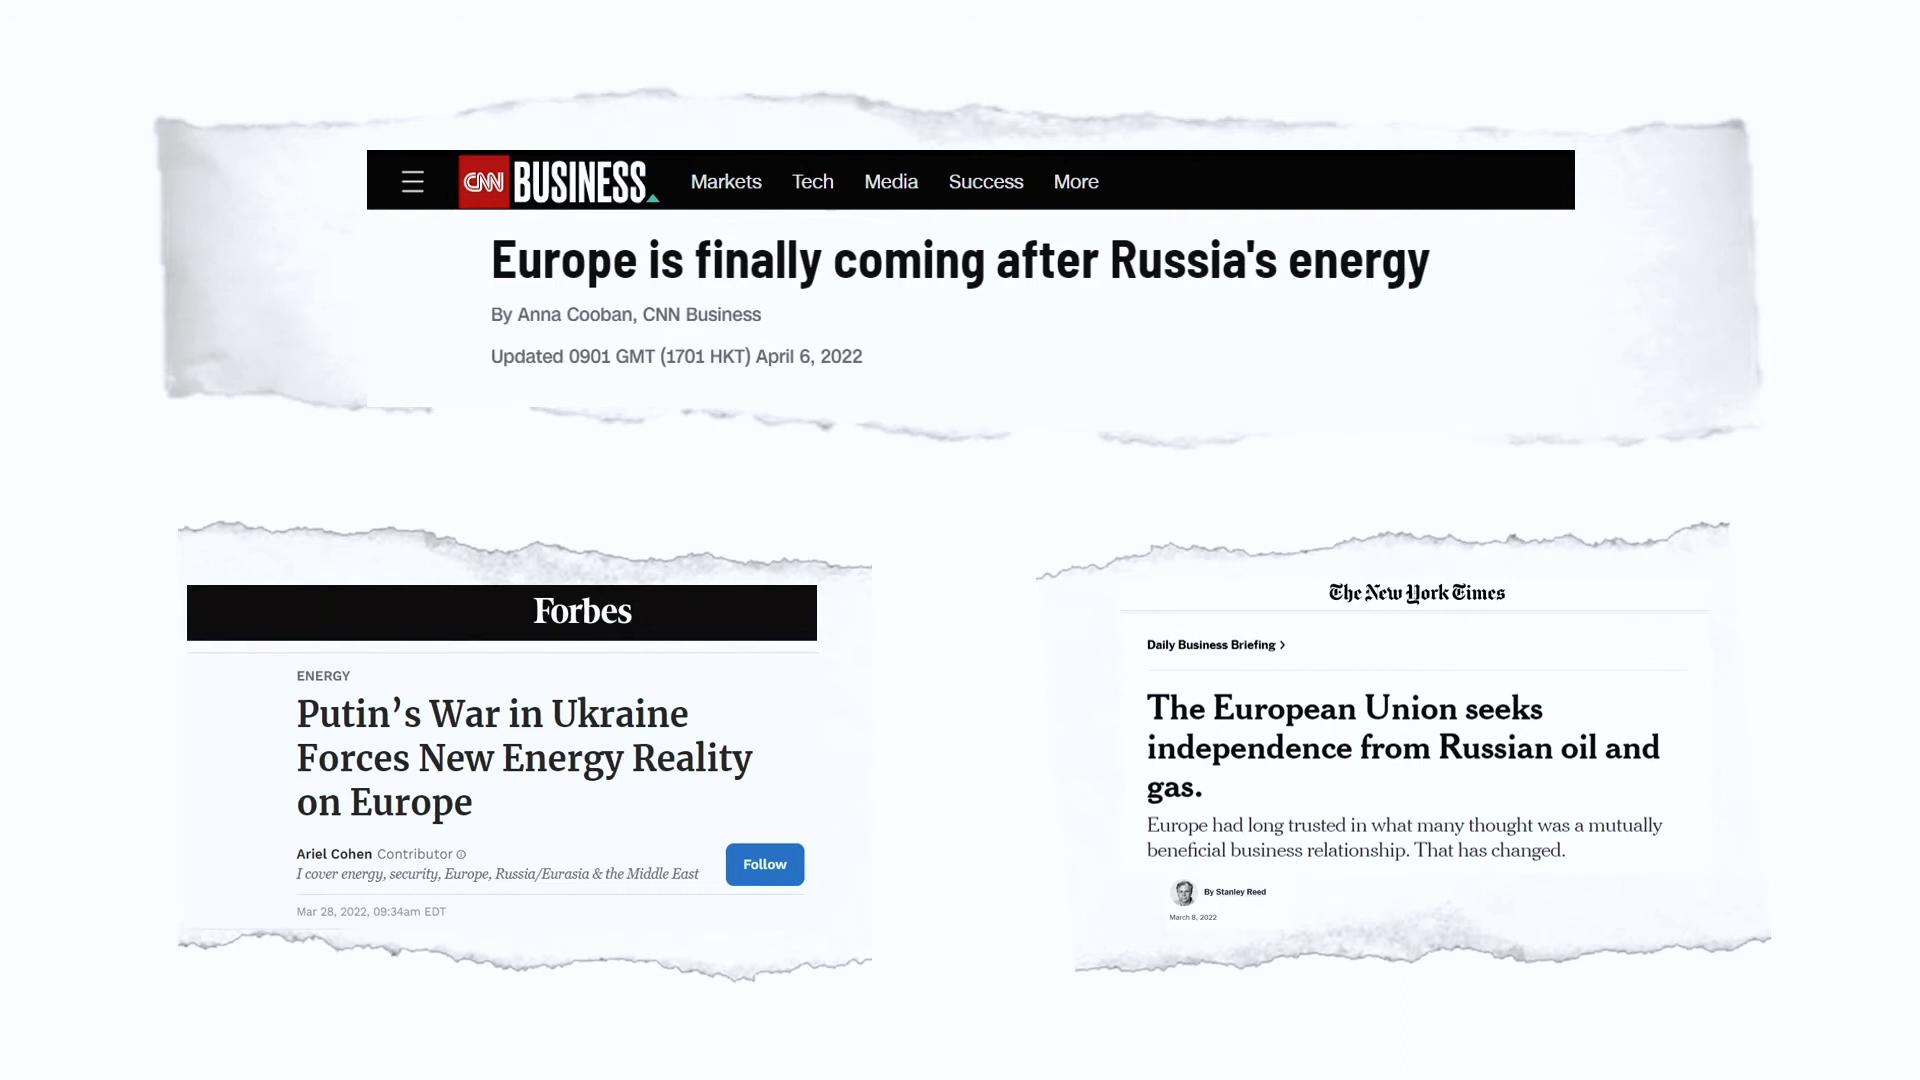 CNN BUSINESS Markets Tech Media Success More
Europe is finally coming after Russia's energy
By Anna Cooban, CNN Business
Updated 0901 GMT (1701 HKT) April 6, 2022
Forbes
ENERGY
Putin’s War in Ukraine
Forces New Energy Reality
on Europe
Ariel Cohen Contributor
I cover energy, security, Europe, Russia/Eurasia & the Middle East
Follow
Mar 28, 2022, 09:34am EDT
The New York Times
Daily Business Briefing >
The European Union seeks
independence from Russian oil and
gas.
Europe had long trusted in what many thought was a mutually
beneficial business relationship. That has changed.
By Stanley Reed
March 8, 2022